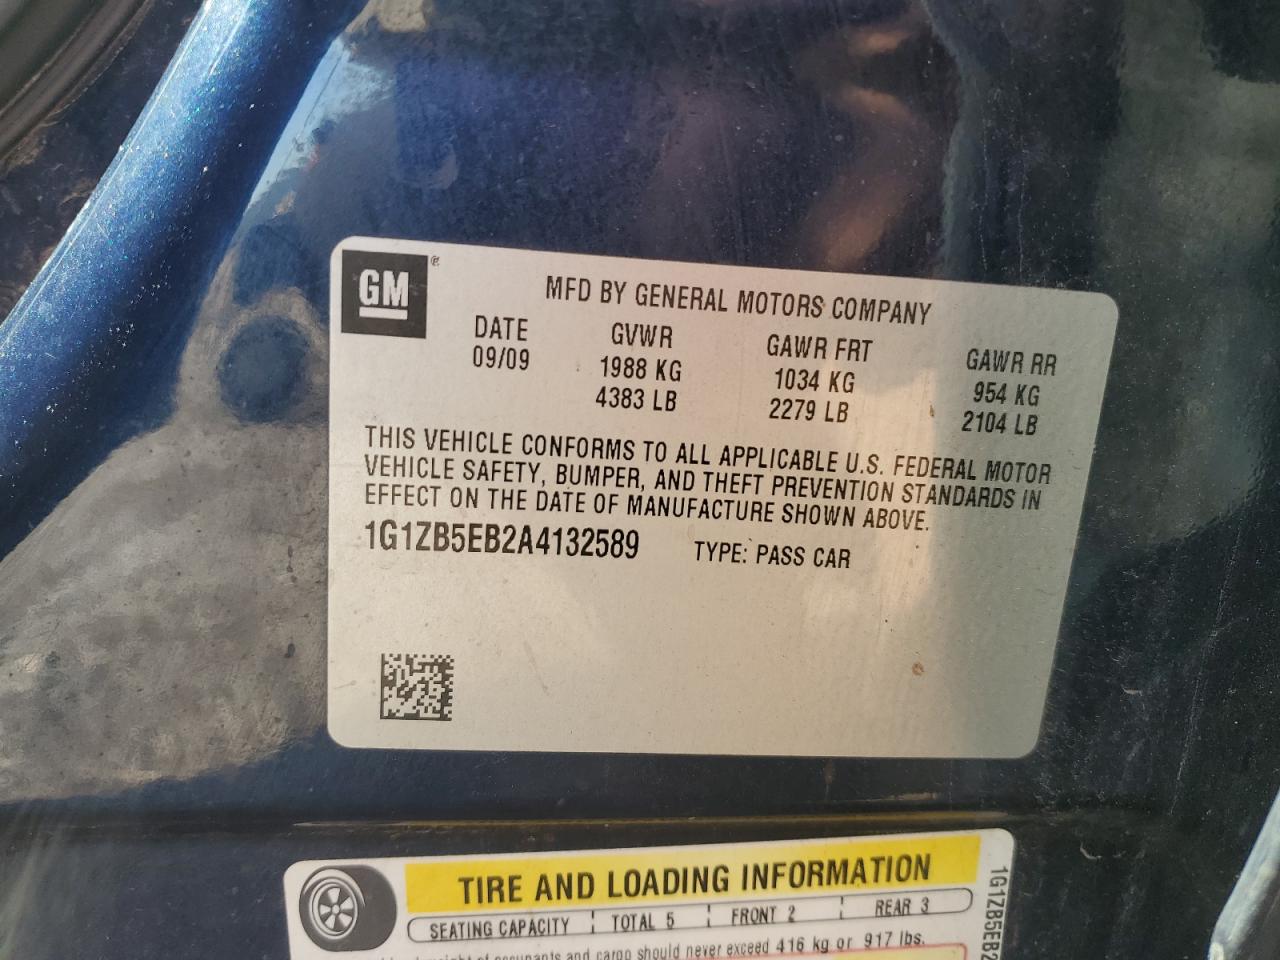 GM®
MFD BY GENERAL MOTORS COMPANY
DATE GVWR GAWR FRT GAWR RR
09/09 1988 KG 1034 KG 954 KG
4383 LB 2279 LB 2104 LB
THIS VEHICLE CONFORMS TO ALL APPLICABLE U.S. FEDERAL MOTOR
VEHICLE SAFETY, BUMPER, AND THEFT PREVENTION STANDARDS IN
EFFECT ON THE DATE OF MANUFACTURE SHOWN ABOVE.
1G1ZB5EB2A4132589 TYPE: PASS CAR
TIRE AND LOADING INFORMATION
SEATING CAPACITY TOTAL 5 FRONT 2 REAR 3
of occupants and cargo should never exceed 416 kg or 917 lbs.
1G1ZB5EB2